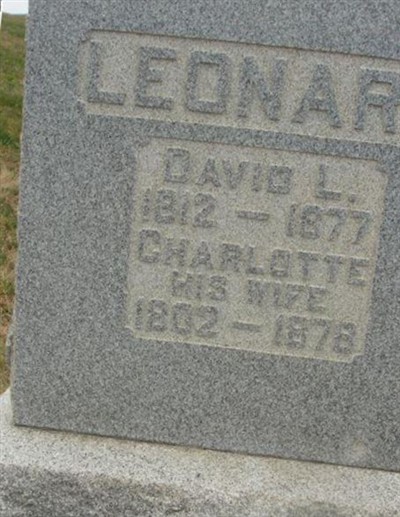 LEONAR
DAVID L.
1812 — 1877
CHARLOTTE
HIS WIFE
1802 — 1878